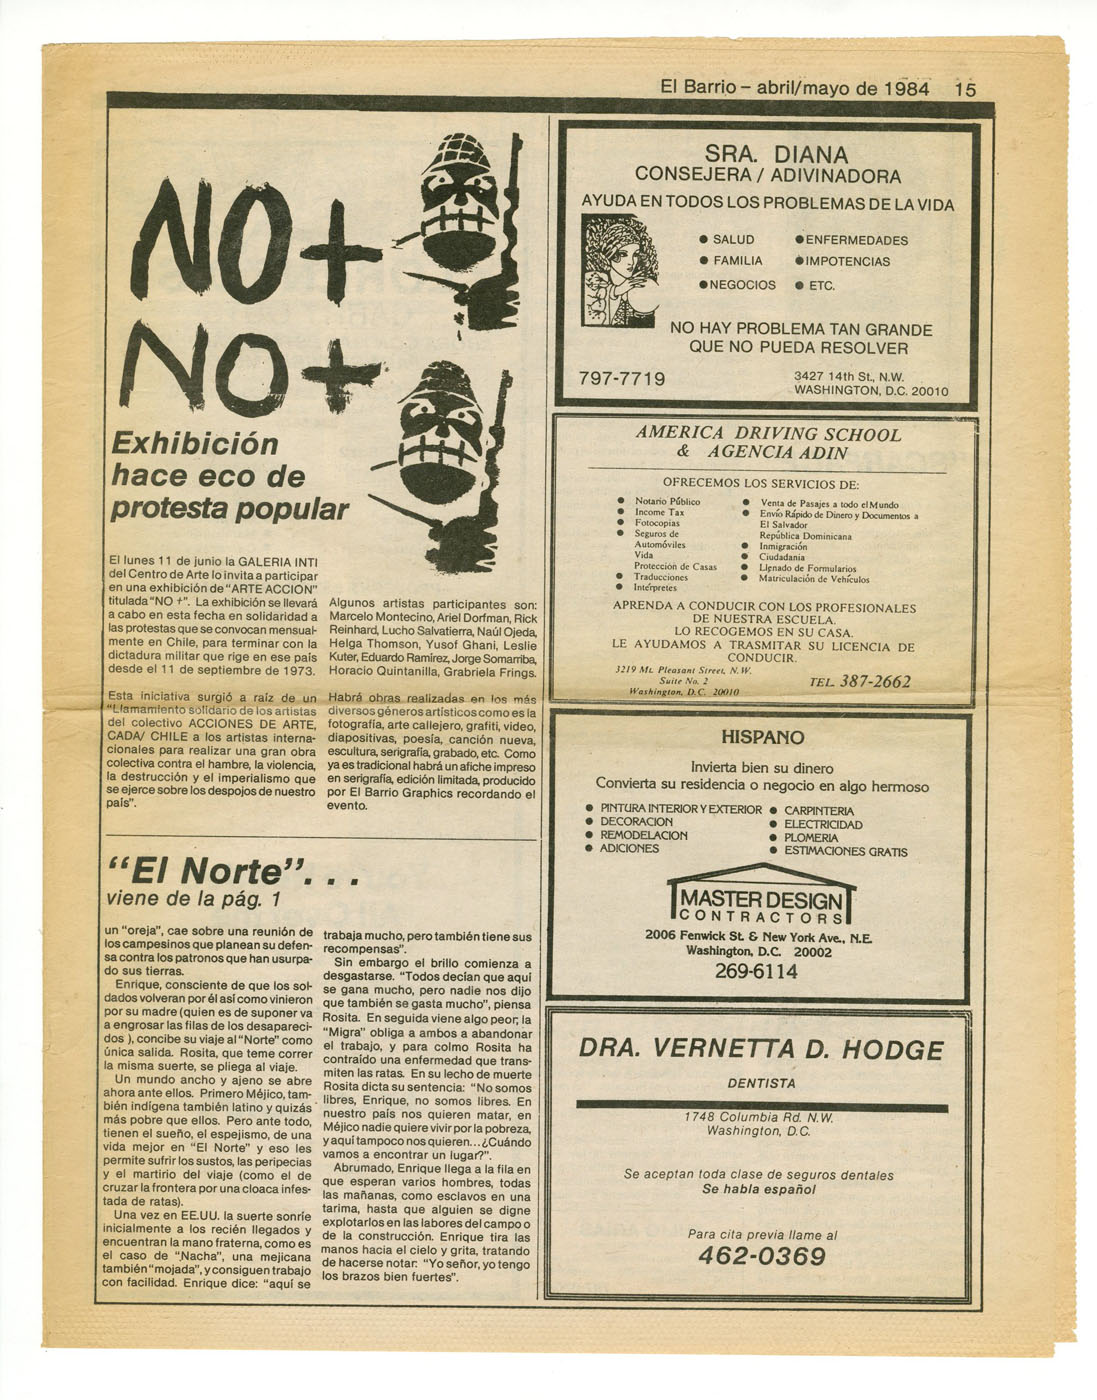 El Barrio – abril/mayo de 1984 15
NO +
NO +
Exhibición
hace eco de
protesta popular
El lunes 11 de junio la GALERIA INTI
del Centro de Arte lo invita a participar
en una exhibición de "ARTE ACCION"
titulada "NO +". La exhibición se llevará
a cabo en esta fecha en solidaridad a
las protestas que se convocan mensual-
mente en Chile, para terminar con la
dictadura militar que rige en ese país
desde el 11 de septiembre de 1973.
Esta iniciativa surgió a raíz de un
"Llamamiento solidario de los artistas
del colectivo ACCIONES DE ARTE,
CADA/ CHILE a los artistas interna-
cionales para realizar una gran obra
colectiva contra el hambre, la violencia,
la destrucción y el imperialismo que
se ejerce sobre los despojos de nuestro
país".
Algunos artistas participantes son:
Marcelo Montecino, Ariel Dorfman, Rick
Reinhard, Lucho Salvatierra, Naúl Ojeda,
Helga Thomson, Yusof Ghani, Leslie
Kuter, Eduardo Ramírez, Jorge Somarriba,
Horacio Quintanilla, Gabriela Frings.
Habrá obras realizadas en los más
diversos géneros artísticos como es la
fotografía, arte callejero, grafiti, video,
diapositivas, poesía, canción nueva,
escultura, serigrafía, grabado, etc. Como
ya es tradicional habrá un afiche impreso
en serigrafía, edición limitada, producido
por El Barrio Graphics recordando el
evento.
"El Norte". . .
viene de la pág. 1
un "oreja", cae sobre una reunión de
los campesinos que planean su defen-
sa contra los patronos que han usurpa-
do sus tierras.
Enrique, consciente de que los sol-
dados volveran por él así como vinieron
por su madre (quien es de suponer va
a engrosar las filas de los desapareci-
dos ), concibe su viaje al "Norte" como
única salida. Rosita, que teme correr
la misma suerte, se pliega al viaje.
Un mundo ancho y ajeno se abre
ahora ante ellos. Primero Méjico, tam-
bién indígena también latino y quizás
más pobre que ellos. Pero ante todo,
tienen el sueño, el espejismo, de una
vida mejor en "El Norte" y eso les
permite sufrir los sustos, las peripecias
y el martirio del viaje (como el de
cruzar la frontera por una cloaca infes-
tada de ratas).
Una vez en EE.UU. la suerte sonríe
inicialmente a los recién llegados y
encuentran la mano fraterna, como es
el caso de "Nacha", una mejicana
también "mojada", y consiguen trabajo
con facilidad. Enrique dice: "aquí se
trabaja mucho, pero también tiene sus
recompensas".
Sin embargo el brillo comienza a
desgastarse. "Todos decían que aquí
se gana mucho, pero nadie nos dijo
que también se gasta mucho", piensa
Rosita. En seguida viene algo peor; la
"Migra" obliga a ambos a abandonar
el trabajo, y para colmo Rosita ha
contraído una enfermedad que trans-
miten las ratas. En su lecho de muerte
Rosita dicta su sentencia: "No somos
libres, Enrique, no somos libres. En
nuestro país nos quieren matar, en
Méjico nadie quiere vivir por la pobreza,
y aquí tampoco nos quieren...¿Cuándo
vamos a encontrar un lugar?".
Abrumado, Enrique llega a la fila en
que esperan varios hombres, todas
las mañanas, como esclavos en una
tarima, hasta que alguien se digne
explotarlos en las labores del campo o
de la construcción. Enrique tira las
manos hacia el cielo y grita, tratando
de hacerse notar: "Yo señor, yo tengo
los brazos bien fuertes".
SRA. DIANA
CONSEJERA / ADIVINADORA
AYUDA EN TODOS LOS PROBLEMAS DE LA VIDA
● SALUD ● ENFERMEDADES
● FAMILIA ● IMPOTENCIAS
● NEGOCIOS ● ETC.
NO HAY PROBLEMA TAN GRANDE
QUE NO PUEDA RESOLVER
797-7719
3427 14th St., N.W.
WASHINGTON, D.C. 20010
AMERICA DRIVING SCHOOL
& AGENCIA ADIN
OFRECEMOS LOS SERVICIOS DE:
● Notario Público
● Income Tax
● Fotocopias
● Seguros de
Automóviles
Vida
Protección de Casas
● Traducciones
● Intérpretes
● Venta de Pasajes a todo el Mundo
● Envío Rápido de Dinero y Documentos a
El Salvador
República Dominicana
● Inmigración
● Ciudadania
● Llenado de Formularios
● Matriculación de Vehículos
APRENDA A CONDUCIR CON LOS PROFESIONALES
DE NUESTRA ESCUELA.
LO RECOGEMOS EN SU CASA.
LE AYUDAMOS A TRASMITAR SU LICENCIA DE
CONDUCIR.
3219 Mt. Pleasant Street, N.W.
Suite No. 2
Washington, D.C. 20010
TEL. 387-2662
HISPANO
Invierta bien su dinero
Convierta su residencia o negocio en algo hermoso
● PINTURA INTERIOR Y EXTERIOR ● CARPINTERIA
● DECORACION ● ELECTRICIDAD
● REMODELACION ● PLOMERIA
● ADICIONES ● ESTIMACIONES GRATIS
MASTER DESIGN
CONTRACTORS
2006 Fenwick St. & New York Ave., N.E.
Washington, D.C. 20002
269-6114
DRA. VERNETTA D. HODGE
DENTISTA
1748 Columbia Rd. N.W.
Washington, D.C.
Se aceptan toda clase de seguros dentales
Se habla español
Para cita previa llame al
462-0369